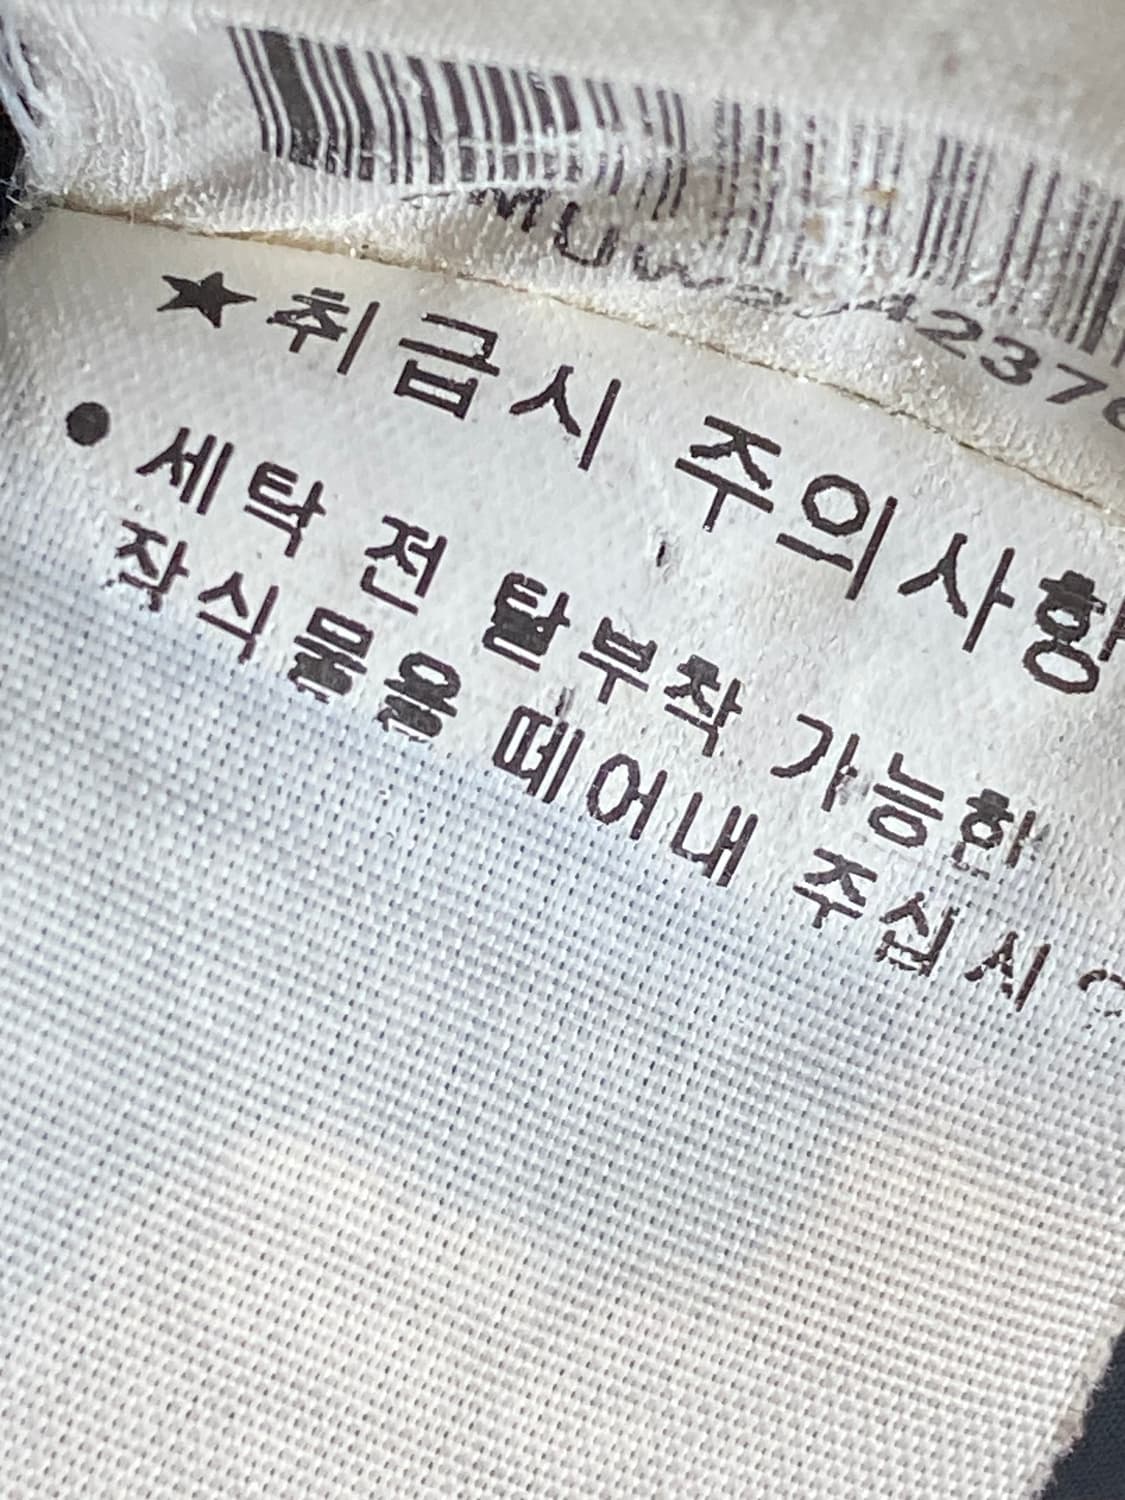 ★취급시 주의사항
● 세탁 전 탈부착 가능한
작식물을 떼어내 주십시